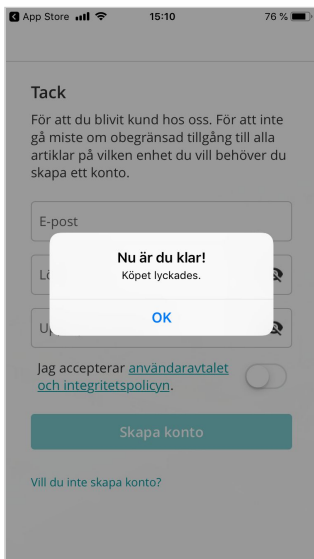 App Store 15:10 76 %
Tack
För att du blivit kund hos oss. För att inte
gå miste om obegränsad tillgång till alla
artiklar på vilken enhet du vill behöver du
skapa ett konto.
E-post
Nu är du klar!
Köpet lyckades.
OK
Jag accepterar användaravtalet
och integritetspolicyn.
Skapa konto
Vill du inte skapa konto?